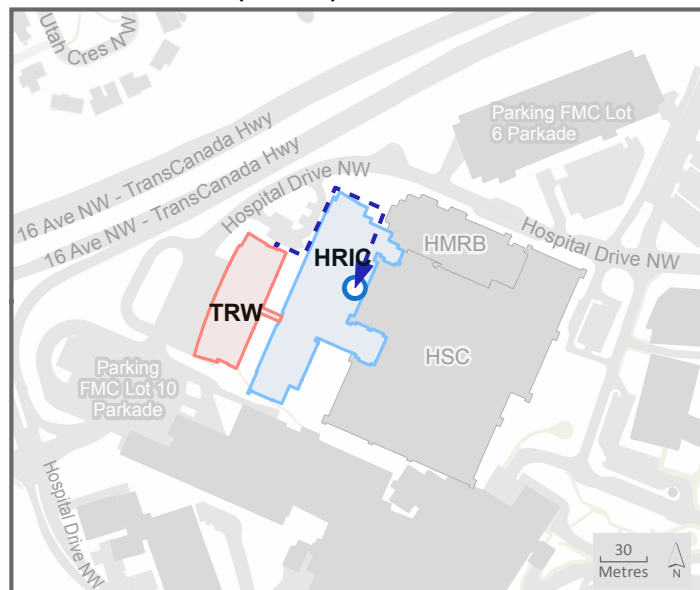 Utah Cres NW
Parking FMC Lot
6 Parkade
16 Ave NW - TransCanada Hwy
16 Ave NW - TransCanada Hwy
Hospital Drive NW
Hospital Drive NW
HMRB
HRIC
TRW
HSC
Parking
FMC Lot 10
Parkade
Hospital Drive NW
30
Metres
N